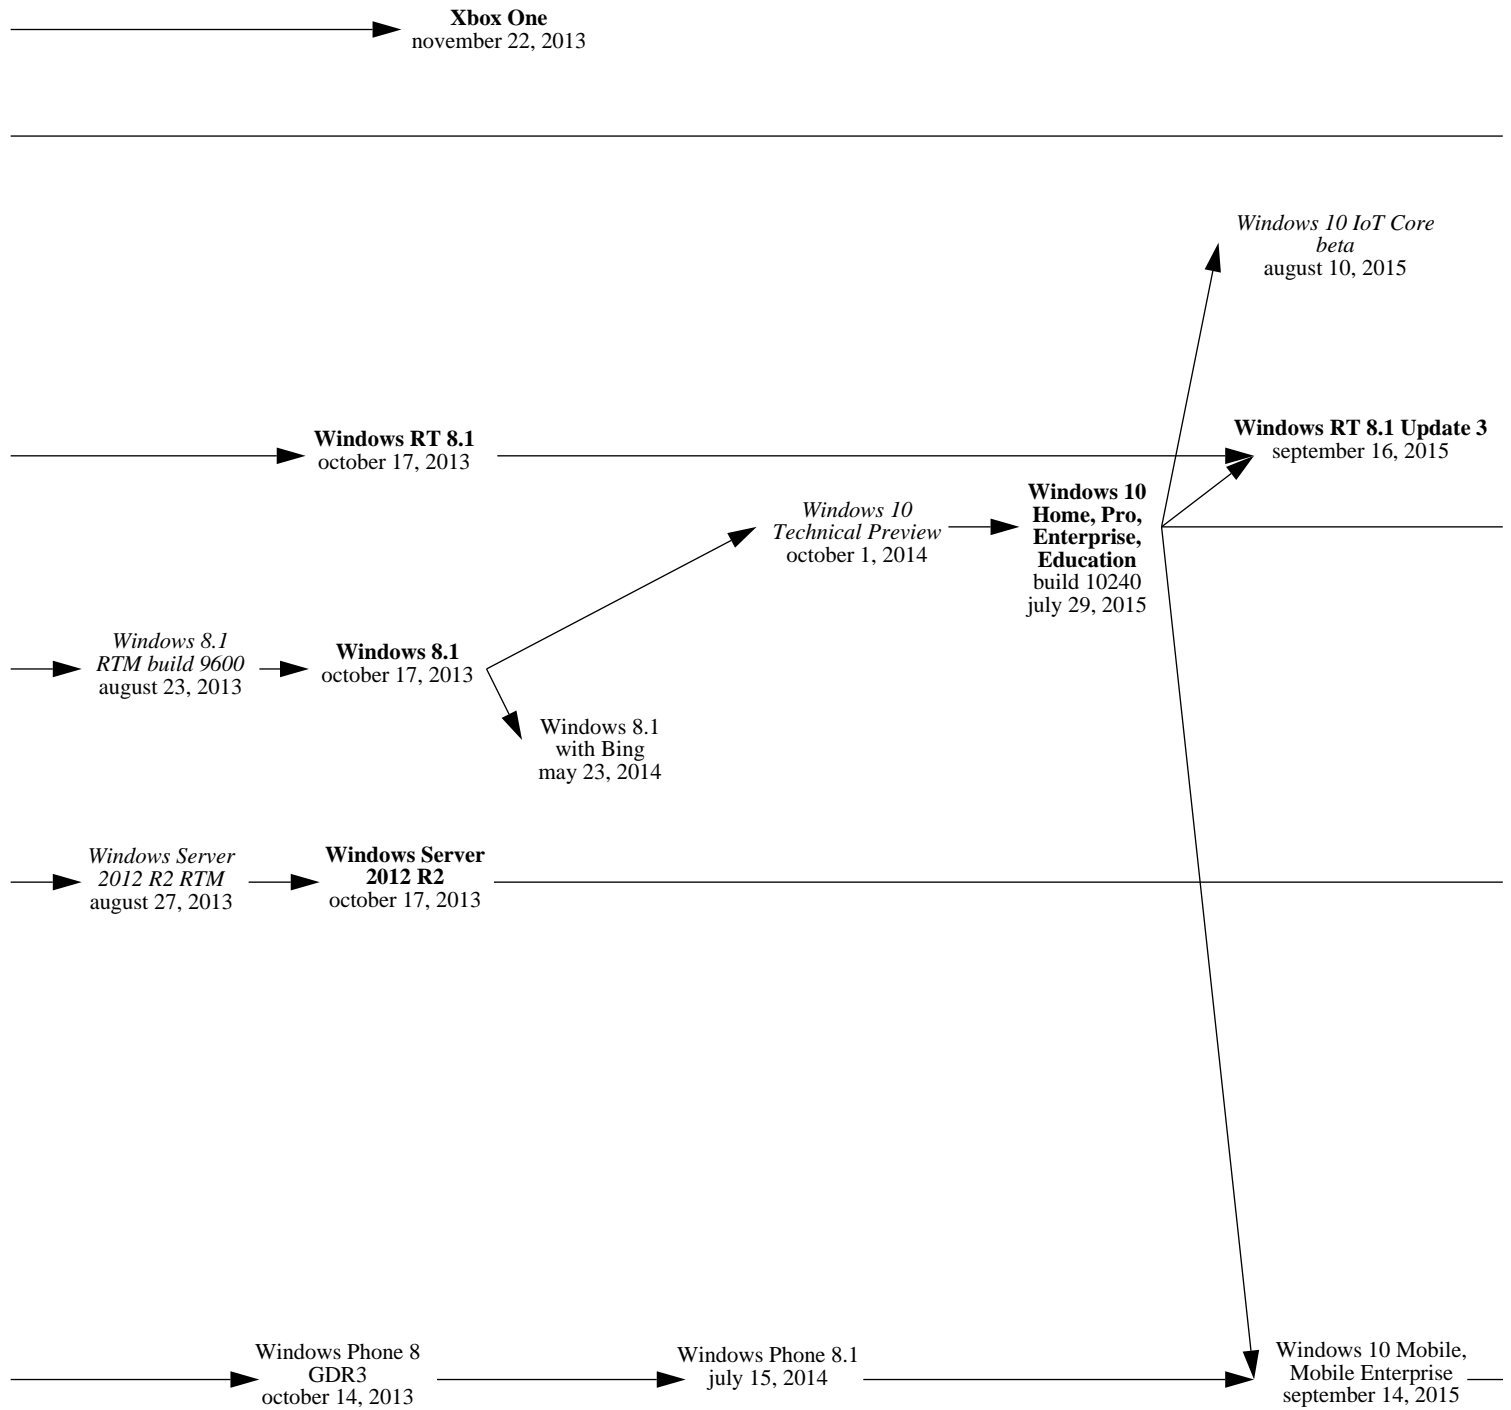 Xbox One
november 22, 2013
Windows 10 IoT Core
beta
august 10, 2015
Windows RT 8.1
october 17, 2013
Windows RT 8.1 Update 3
september 16, 2015
Windows 10
Technical Preview
october 1, 2014
Windows 10
Home, Pro,
Enterprise,
Education
build 10240
july 29, 2015
Windows 8.1
RTM build 9600
august 23, 2013
Windows 8.1
october 17, 2013
Windows 8.1
with Bing
may 23, 2014
Windows Server
2012 R2 RTM
august 27, 2013
Windows Server
2012 R2
october 17, 2013
Windows Phone 8
GDR3
october 14, 2013
Windows Phone 8.1
july 15, 2014
Windows 10 Mobile,
Mobile Enterprise
september 14, 2015